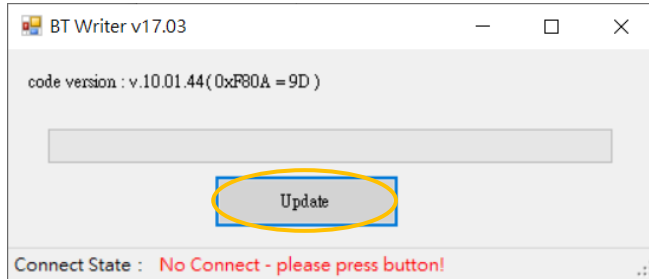 BT Writer v17.03
code version : v.10.01.44( 0xF80A = 9D )
Update
Connect State : No Connect - please press button!